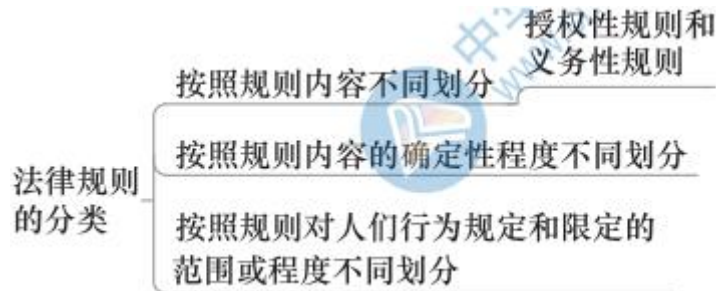 授权性规则和
义务性规则
按照规则内容不同划分
按照规则内容的确定性程度不同划分
法律规则
的分类
按照规则对人们行为规定和限定的
范围或程度不同划分